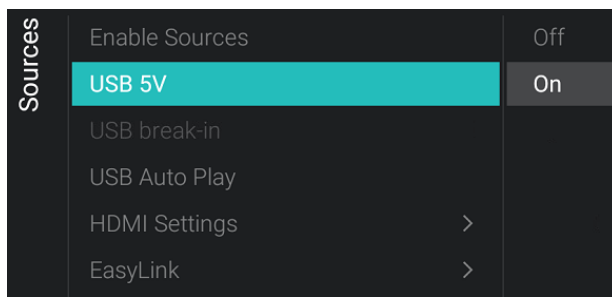 Sources
Enable Sources
Off
USB 5V
On
USB break-in
USB Auto Play
HDMI Settings
EasyLink